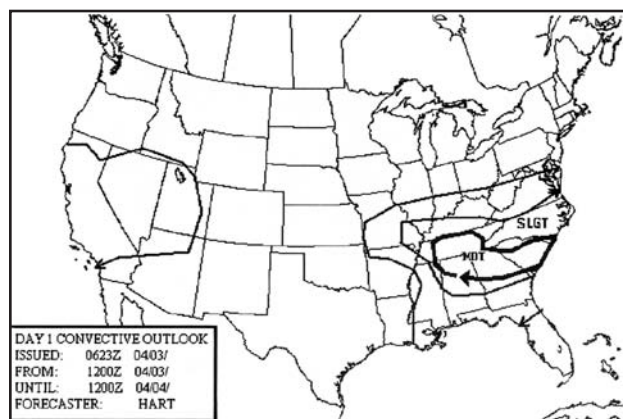 SLGT
MDT
DAY 1 CONVECTIVE OUTLOOK
ISSUED: 0623Z 04/03/
FROM: 1200Z 04/03/
UNTIL: 1200Z 04/04/
FORECASTER: HART